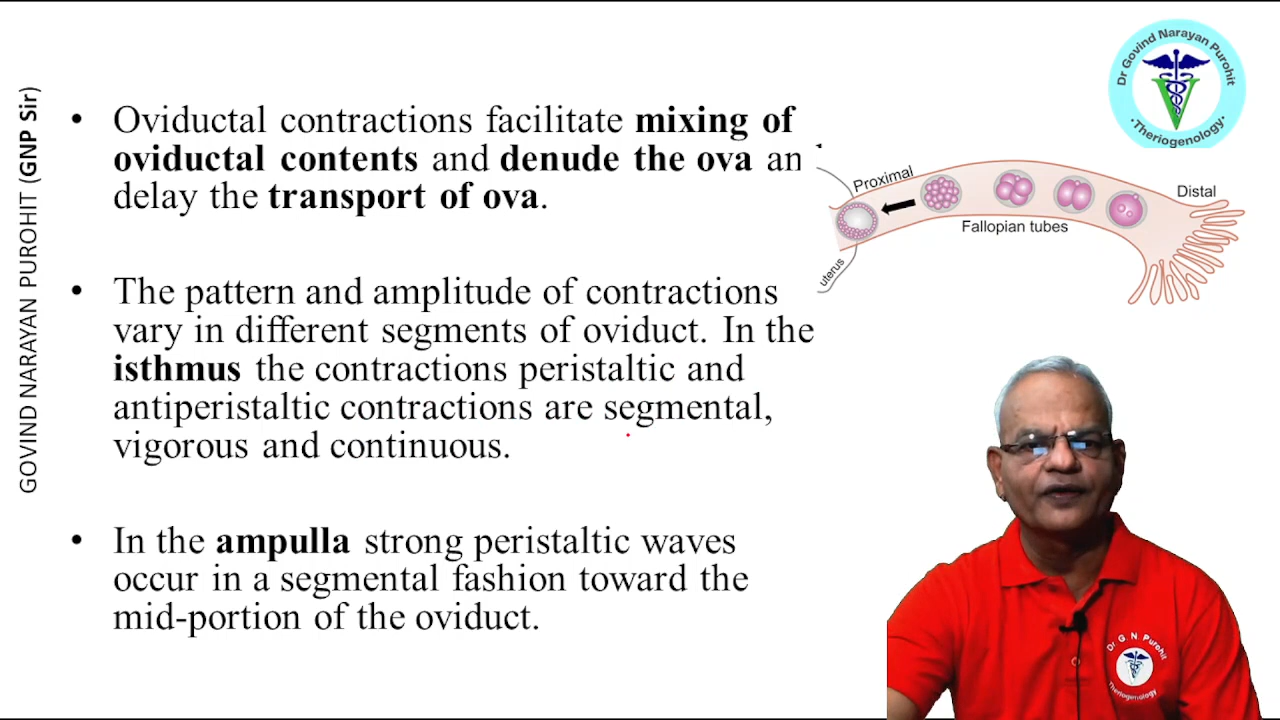 GOVIND NARAYAN PUROHIT (GNP Sir)
• Oviductal contractions facilitate mixing of
oviductal contents and denude the ova an
delay the transport of ova.
• The pattern and amplitude of contractions
vary in different segments of oviduct. In the
isthmus the contractions peristaltic and
antiperistaltic contractions are segmental,
vigorous and continuous.
• In the ampulla strong peristaltic waves
occur in a segmental fashion toward the
mid-portion of the oviduct.
Dr Govind Narayan Purohit
Theriogenology
Proximal
Distal
Fallopian tubes
uterus
Dr. G. N. Purohit
Theriogenology